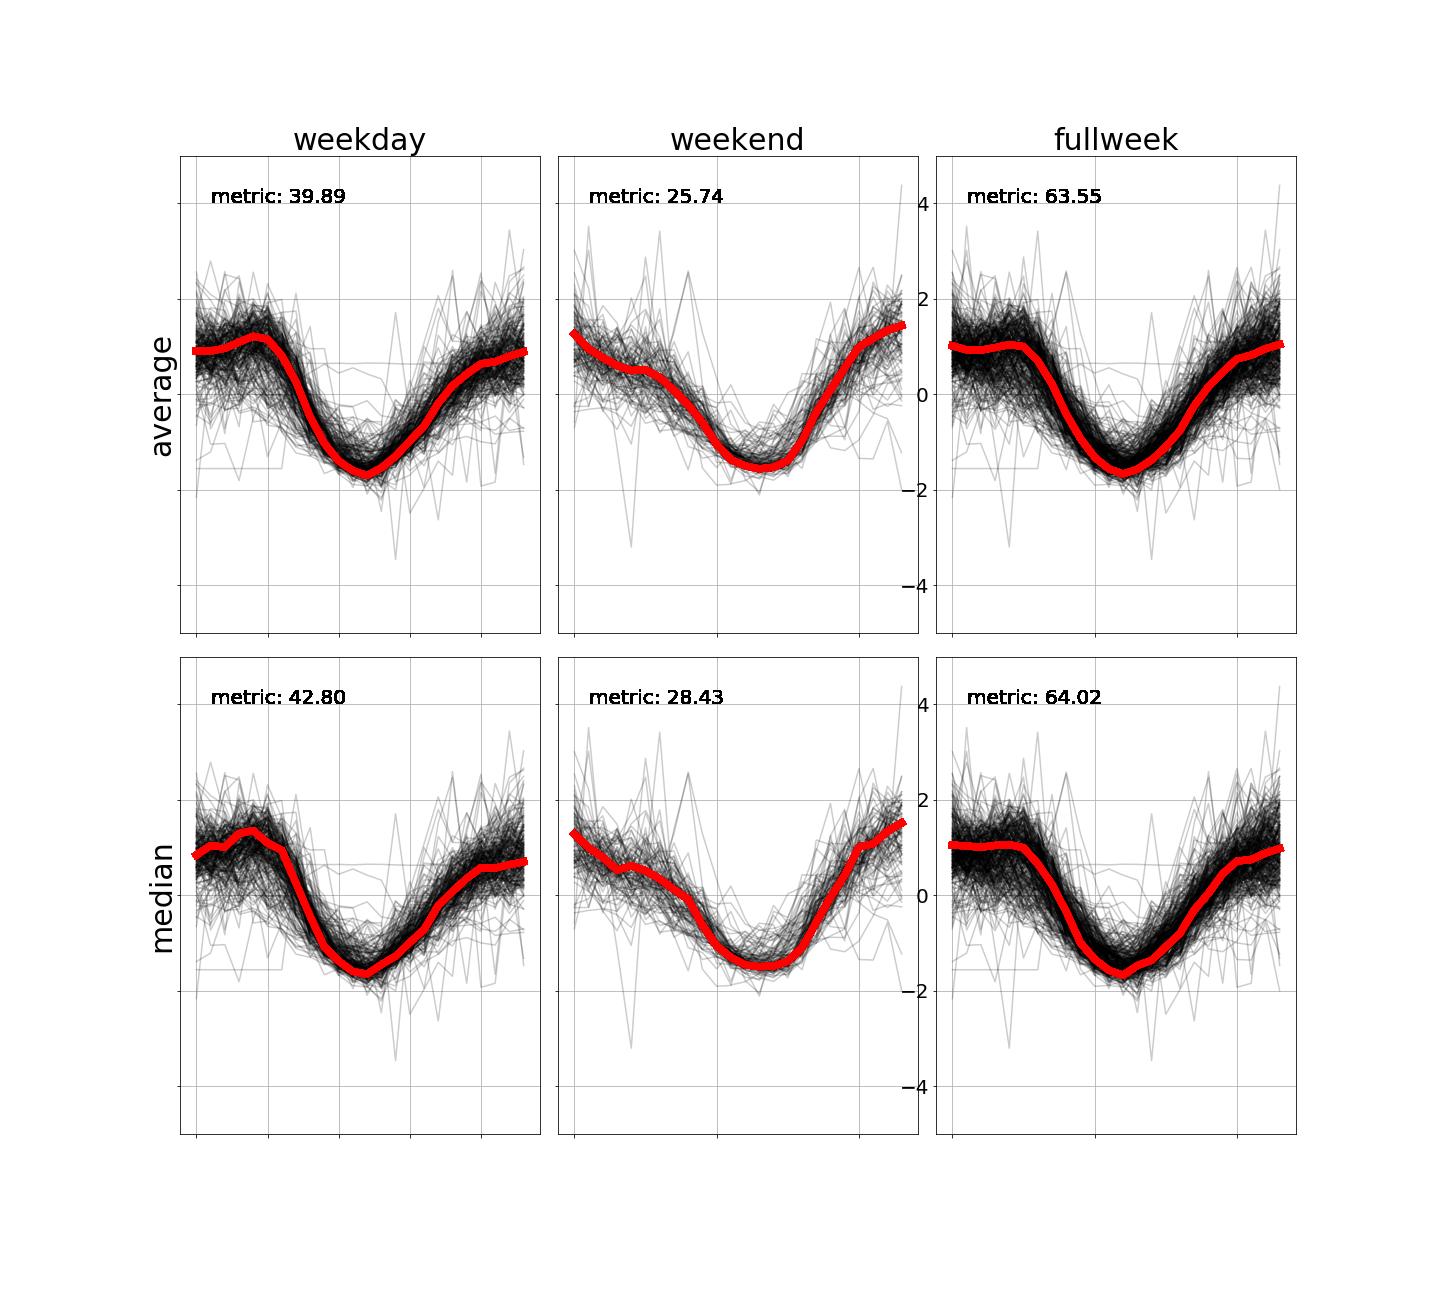 weekday
weekend
fullweek
average
metric: 39.89
metric: 25.74
metric: 63.55
4
2
0
−2
−4
median
metric: 42.80
metric: 28.43
metric: 64.02
4
2
0
−2
−4